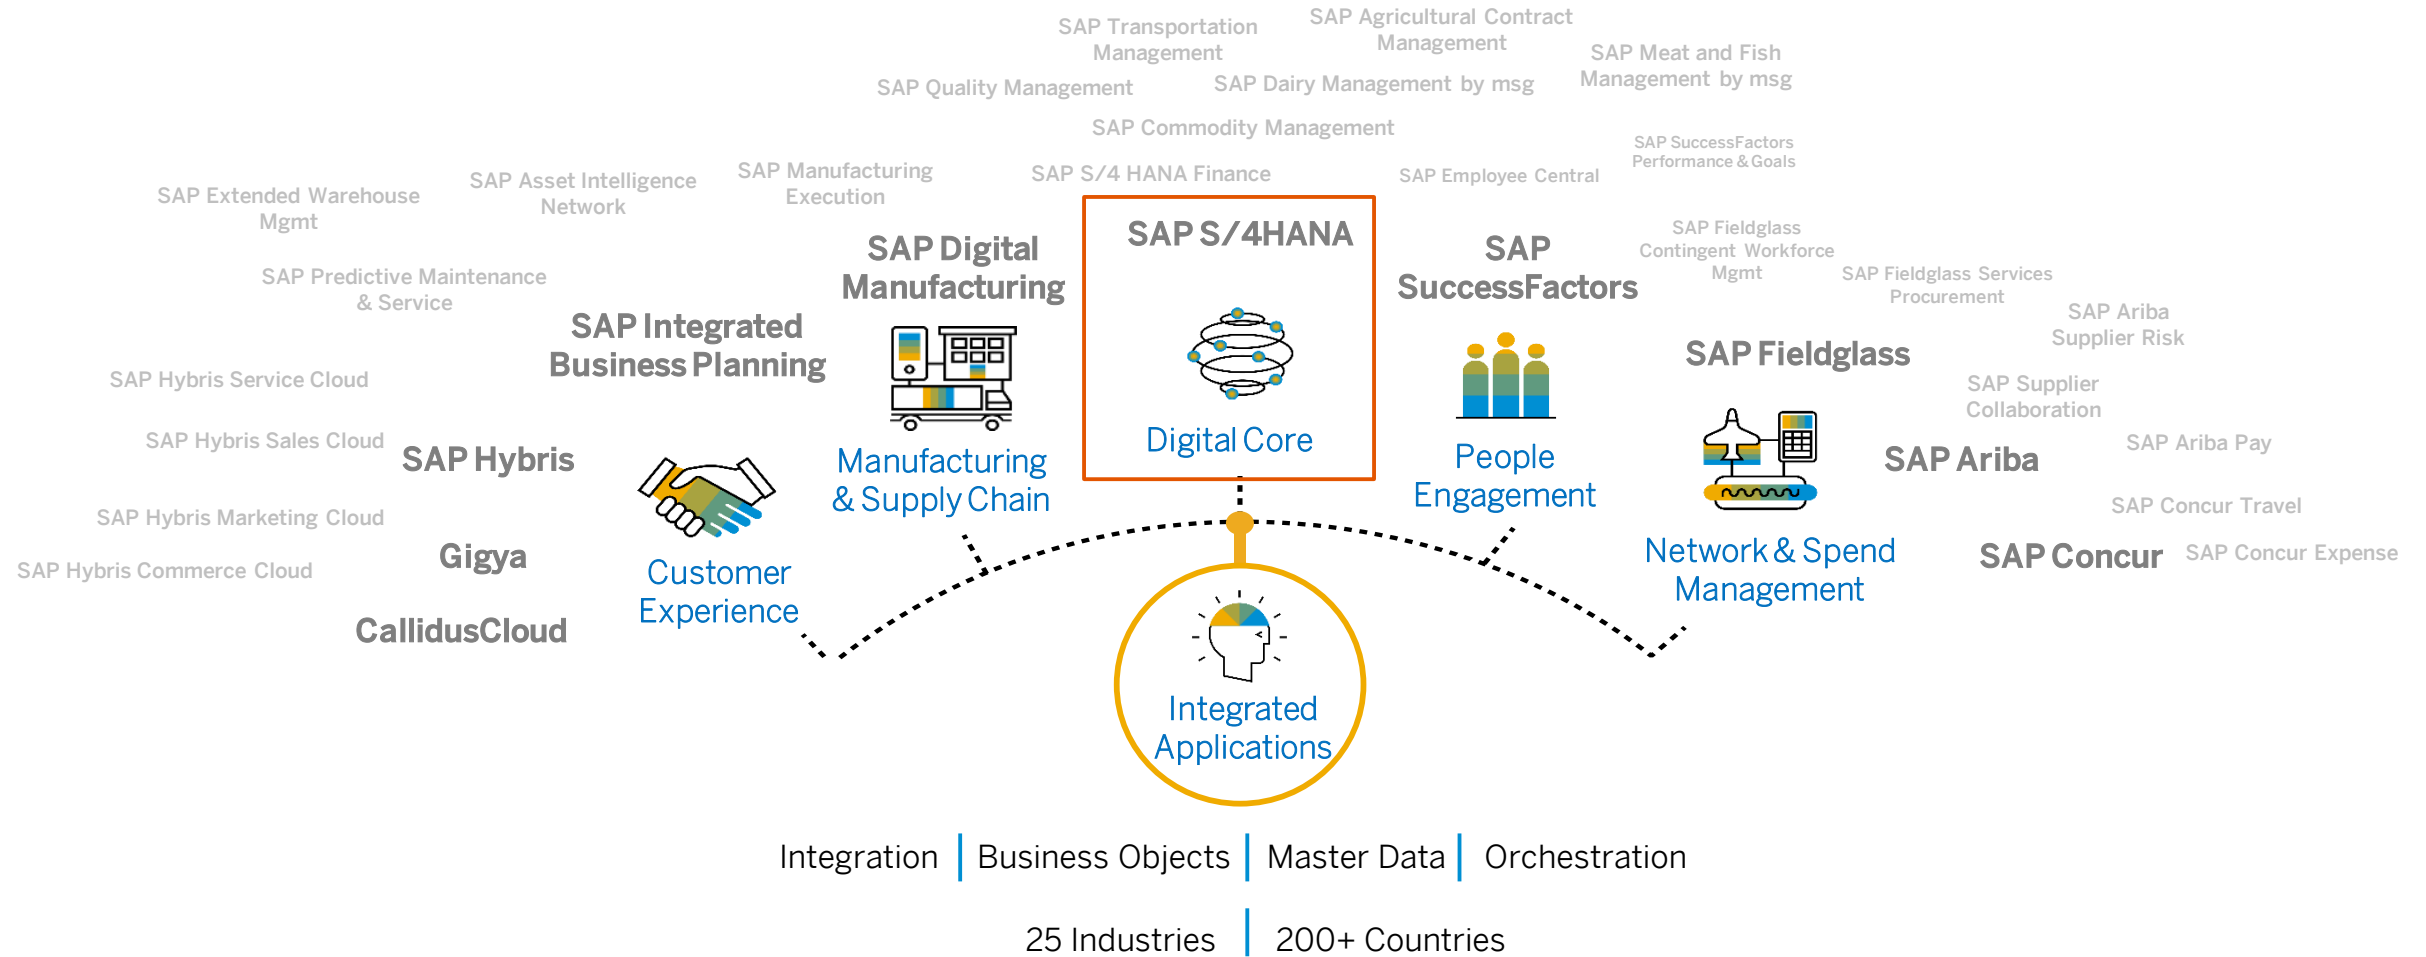 SAP Transportation
Management
SAP Agricultural Contract
Management
SAP Meat and Fish
Management by msg
SAP Quality Management
SAP Dairy Management by msg
SAP Commodity Management
SAP SuccessFactors
Performance & Goals
SAP Extended Warehouse
Mgmt
SAP Asset Intelligence
Network
SAP Manufacturing
Execution
SAP S/4 HANA Finance
SAP Employee Central
SAP Predictive Maintenance
& Service
SAP Integrated
Business Planning
SAP Digital
Manufacturing
SAP S/4HANA
SAP
SuccessFactors
SAP Fieldglass
Contingent Workforce
Mgmt
SAP Fieldglass Services
Procurement
SAP Ariba
Supplier Risk
SAP Fieldglass
SAP Supplier
Collaboration
SAP Hybris Service Cloud
SAP Hybris Sales Cloud
SAP Hybris
SAP Hybris Marketing Cloud
Gigya
SAP Hybris Commerce Cloud
CallidusCloud
Customer
Experience
Manufacturing
& Supply Chain
Digital Core
People
Engagement
Network & Spend
Management
SAP Ariba
SAP Ariba Pay
SAP Concur Travel
SAP Concur
SAP Concur Expense
Integrated
Applications
Integration
Business Objects
Master Data
Orchestration
25 Industries
200+ Countries